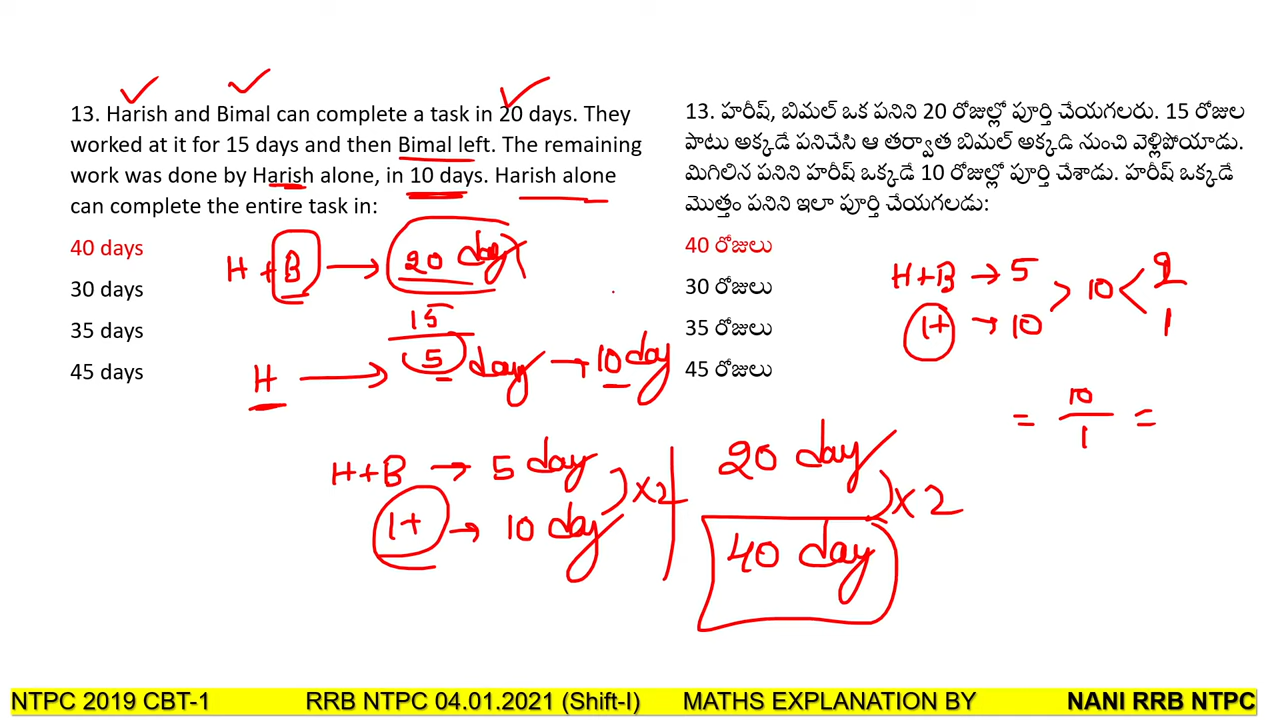 13. Harish and Bimal can complete a task in 20 days. They
worked at it for 15 days and then Bimal left. The remaining
work was done by Harish alone, in 10 days. Harish alone
can complete the entire task in:
40 days
30 days
35 days
45 days
13. హరీష్, బిమల్ ఒక పనిని 20 రోజుల్లో పూర్తి చేయగలరు. 15 రోజుల
పాటు అక్కడే పనిచేసి ఆ తర్వాత బిమల్ అక్కడి నుంచి వెళ్లిపోయాడు.
మిగిలిన పనిని హరీష్ ఒక్కడే 10 రోజుల్లో పూర్తి చేశాడు. హరీష్ ఒక్కడే
మొత్తం పనిని ఇలా పూర్తి చేయగలడు:
40 రోజులు
30 రోజులు
35 రోజులు
45 రోజులు
H + B → 20 day
15
H → 5 day → 10 day
H+B → 5 day
H → 10 day
×2
20 day
×2
40 day
H+B → 5
H → 10
> 10 <
2
1
= 10/1 =
NTPC 2019 CBT-1 RRB NTPC 04.01.2021 (Shift-I) MATHS EXPLANATION BY NANI RRB NTPC